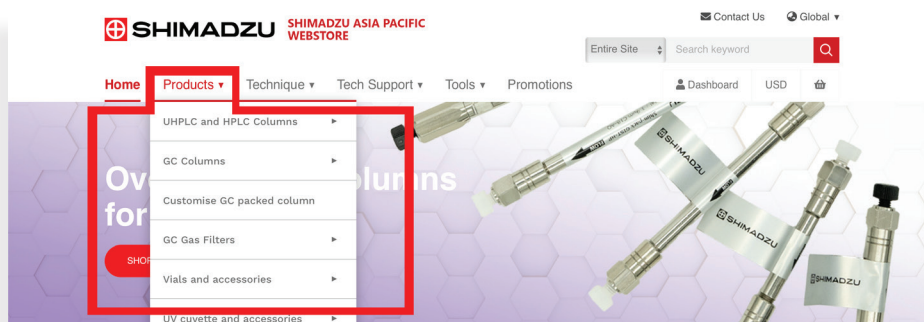 SHIMADZU
SHIMADZU ASIA PACIFIC
WEBSTORE
Contact Us
Global ▾
Entire Site
Search keyword
Home
Products ▾
Technique ▾
Tech Support ▾
Tools ▾
Promotions
Dashboard
USD
UHPLC and HPLC Columns ▸
GC Columns ▸
Customise GC packed column
GC Gas Filters ▸
Vials and accessories ▸
UV cuvette and accessories ▸
Ov
lumns
for
SHO
SHIMADZU
SHIMADZU
SHIMADZU